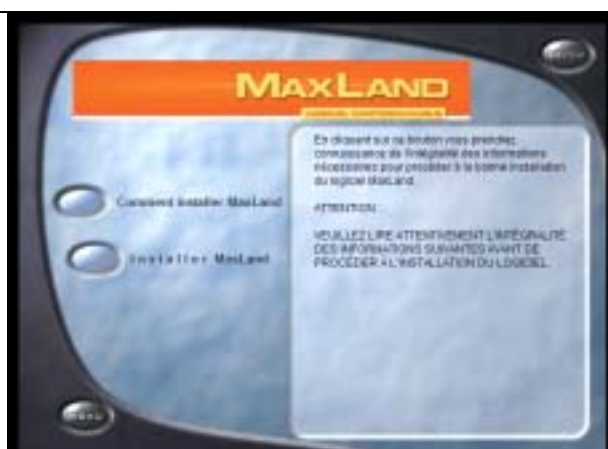 MAXLAND
En cliquant sur ce bouton vous prendrez
connaissance de l'intégralité des informations
nécessaires pour procéder à la bonne installation
du logiciel MaxLand.
ATTENTION
VEUILLEZ LIRE ATTENTIVEMENT L'INTÉGRALITÉ
DES INFORMATIONS SUIVANTES AVANT DE
PROCÉDER A L'INSTALLATION DU LOGICIEL.
Comment installer MaxLand
Installer MaxLand
MENU